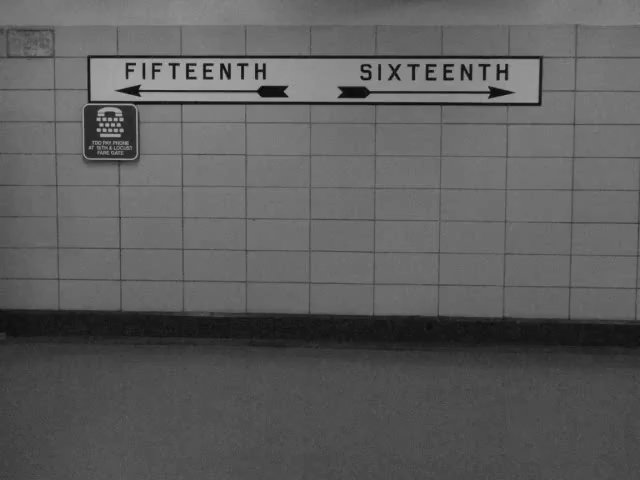 FIFTEENTH SIXTEENTH
TDD PAY PHONE
AT 15TH & LOCUST
FARE GATE